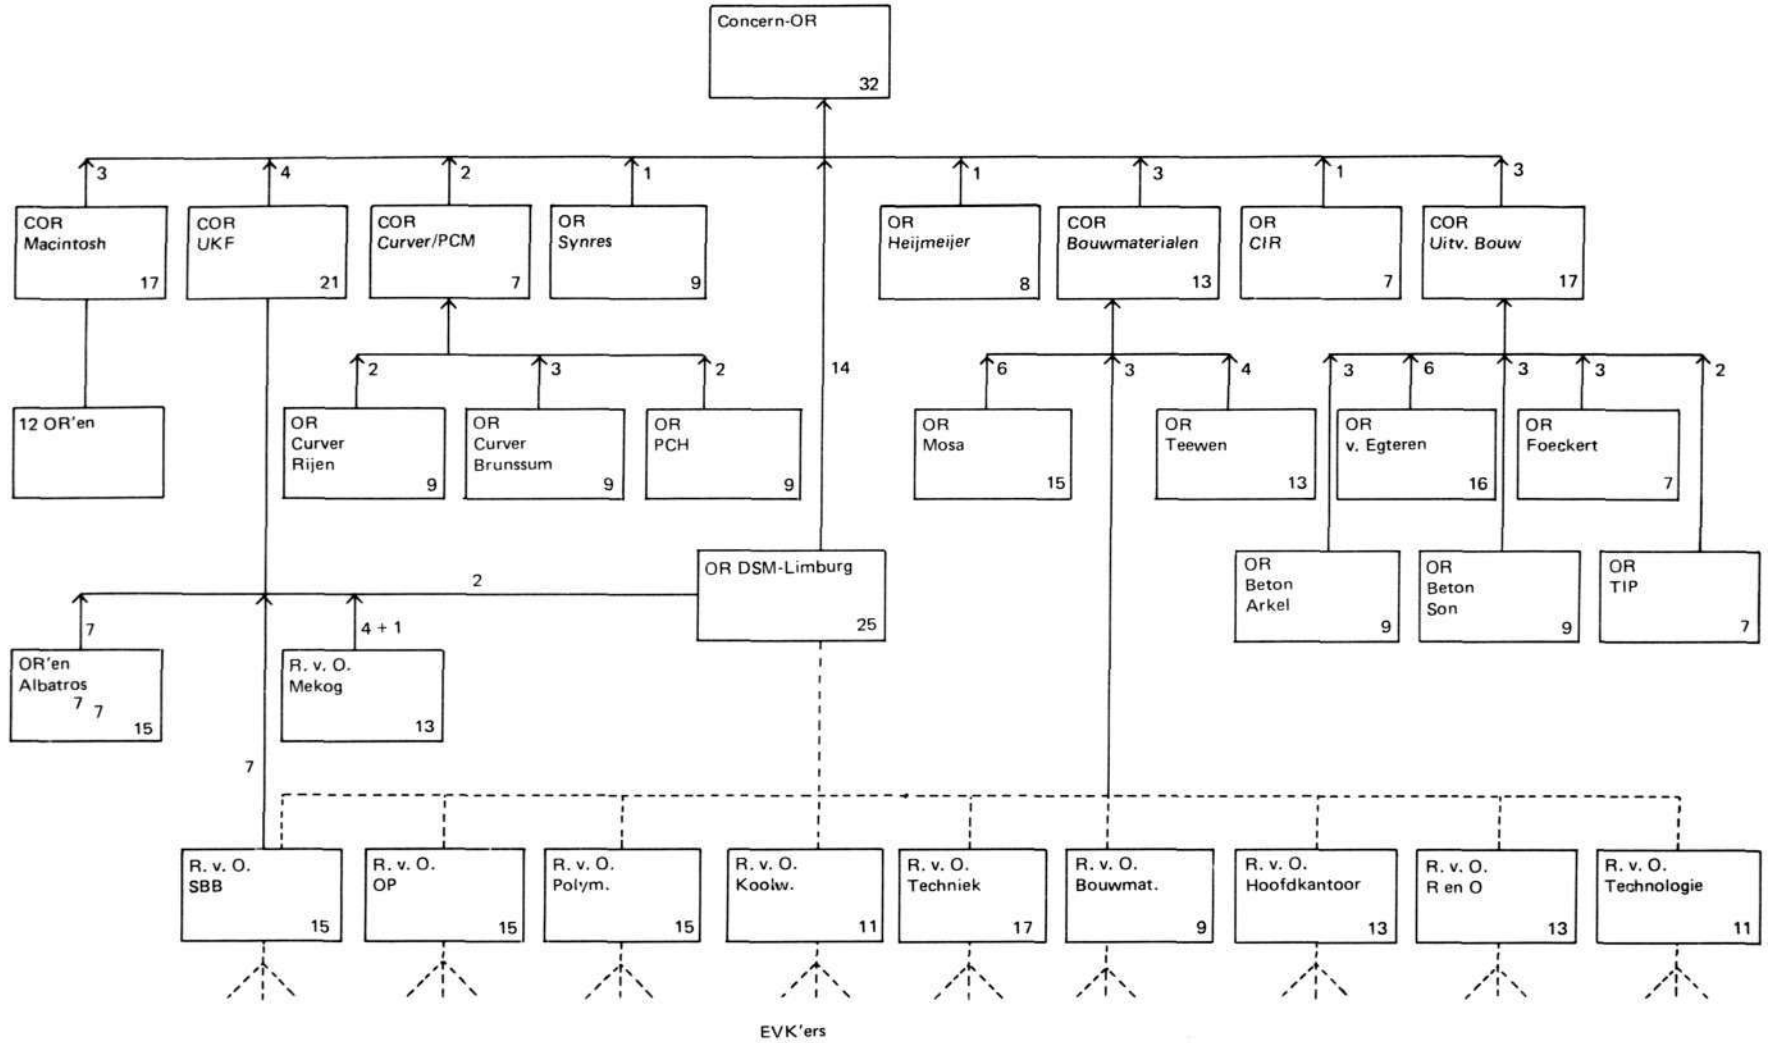 Concern-OR
32
3
4
2
1
1
3
1
3
COR
Macintosh
17
COR
UKF
21
COR
Curver/PCM
7
OR
Synres
9
OR
Heijmeijer
8
COR
Bouwmaterialen
13
OR
CIR
7
COR
Uitv. Bouw
17
2
3
2
14
6
3
4
3
6
3
3
2
12 OR'en
OR
Curver
Rijen
9
OR
Curver
Brunssum
9
OR
PCH
9
OR
Mosa
15
OR
Teewen
13
OR
v. Egteren
16
OR
Foeckert
7
OR DSM-Limburg
25
OR
Beton
Arkel
9
OR
Beton
Son
9
OR
TIP
7
2
7
4 + 1
OR'en
Albatros
7
7
15
R. v. O.
Mekog
13
7
R. v. O.
SBB
15
R. v. O.
OP
15
R. v. O.
Polym.
15
R. v. O.
Koolw.
11
R. v. O.
Techniek
17
R. v. O.
Bouwmat.
9
R. v. O.
Hoofdkantoor
13
R. v. O.
R en O
13
R. v. O.
Technologie
11
EVK'ers